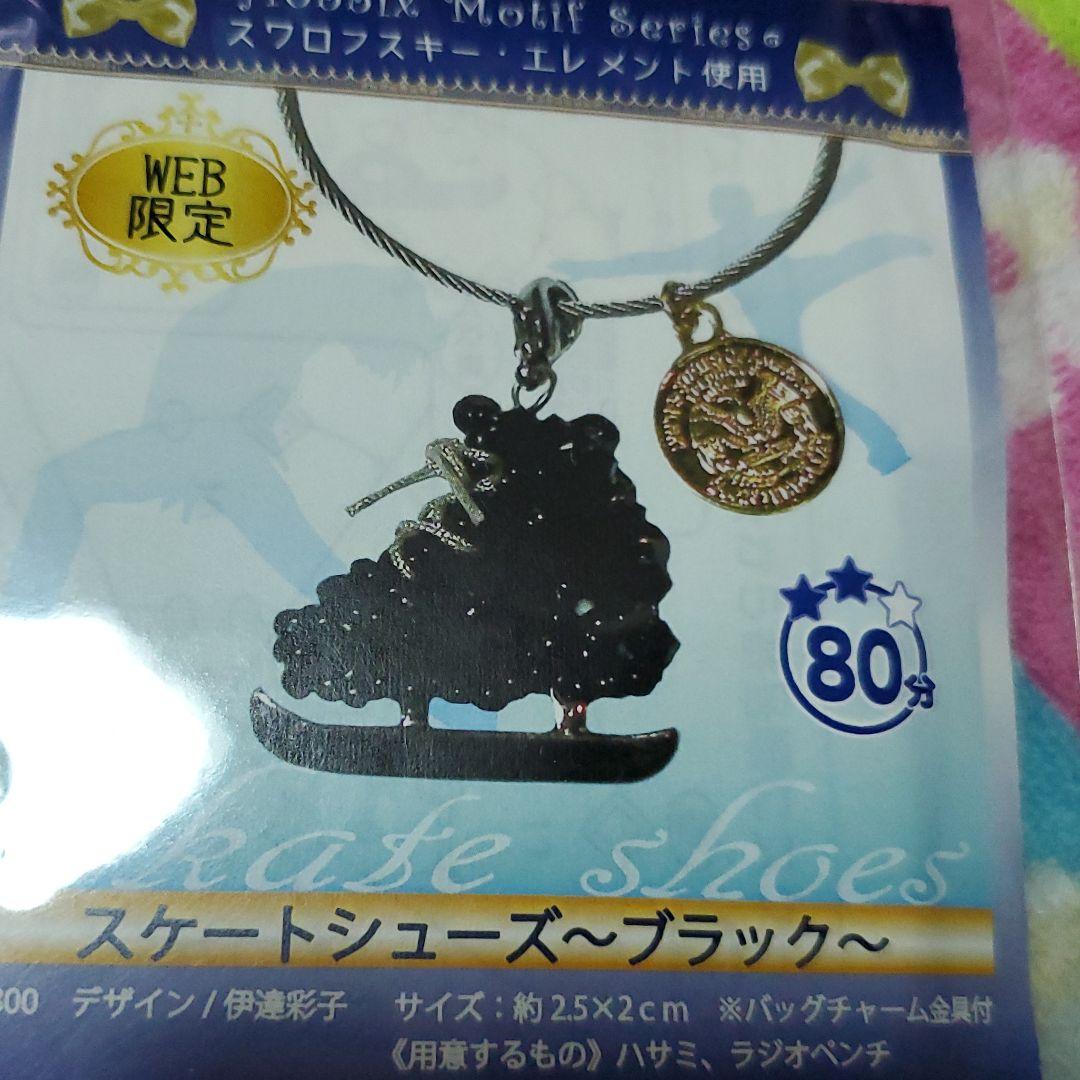 Motif Series
スワロフスキー・エレメント使用
WEB
限定
80分
skate shoes
スケートシューズ～ブラック～
800 デザイン/伊達彩子 サイズ：約2.5×2cm ※バッグチャーム金具付
《用意するもの》ハサミ、ラジオペンチ